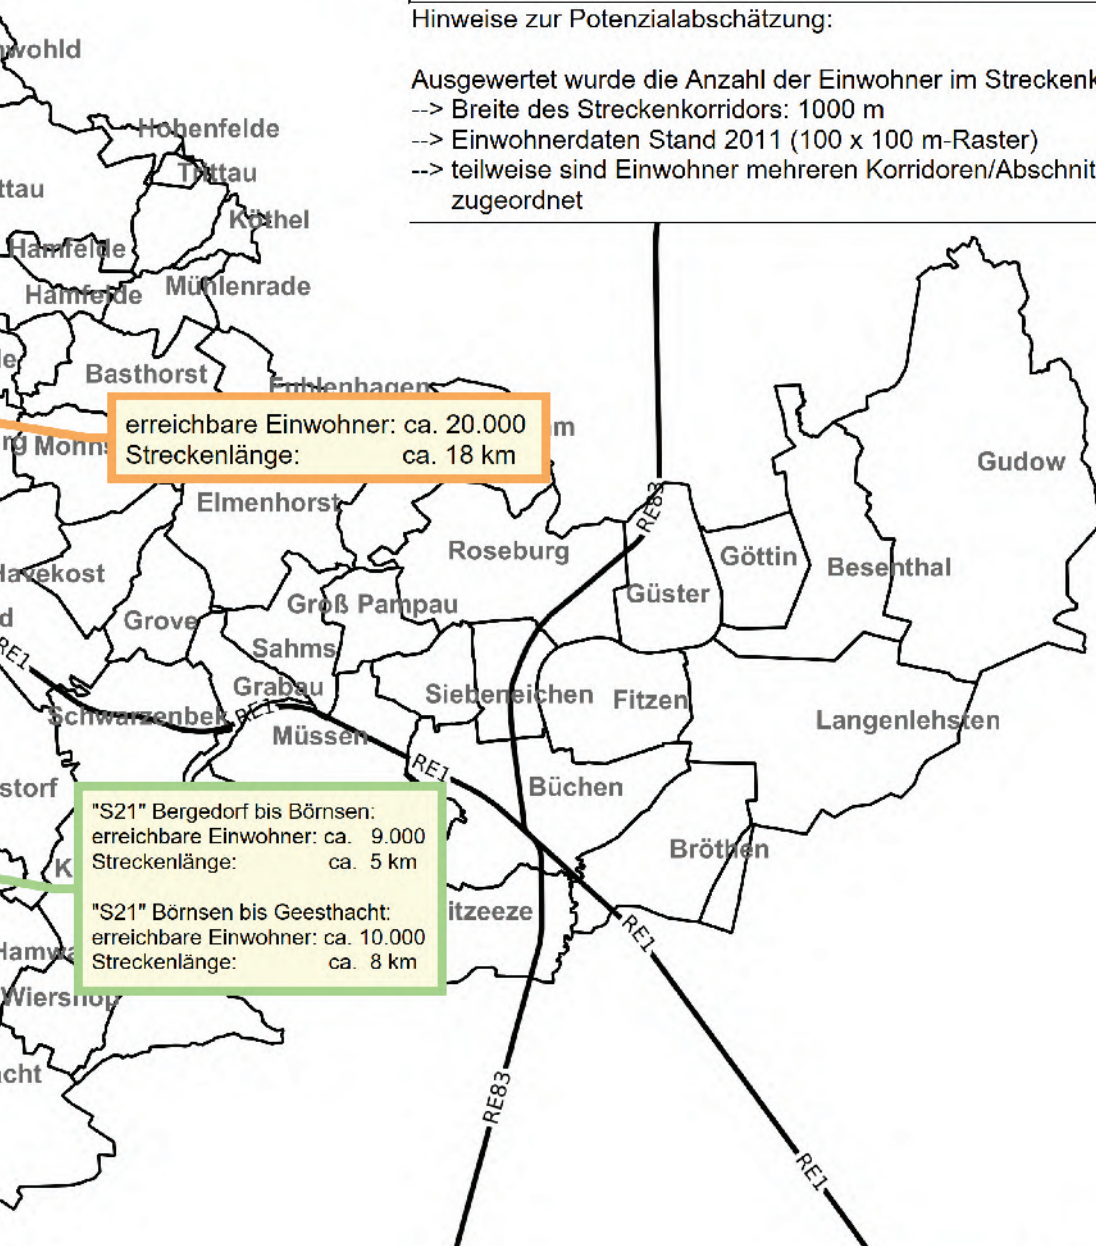 Hinweise zur Potenzialabschätzung:
Ausgewertet wurde die Anzahl der Einwohner im
--> Breite des Streckenkorridors: 1000 m
--> Einwohnerdaten Stand 2011 (100 x 100 m-Raster)
--> teilweise sind Einwohner mehreren
zugeordnet
Hohenfelde
Trittau
Köthel
Hamfelde
Hamfelde
Mühlenrade
Basthorst
Fuhlenhagen
erreichbare Einwohner: ca. 20.000
Streckenlänge: ca. 18 km
Gudow
Elmenhorst
RE83
Roseburg
Göttin
Besenthal
Havekost
Güster
Groß Pampau
Grove
RE1
Sahms
Grabau
Siebeneichen
Fitzen
Schwarzenbek
RE1
Langenlehsten
Müssen
RE1
Büchen
"S21" Bergedorf bis Börnsen:
erreichbare Einwohner: ca. 9.000
Streckenlänge: ca. 5 km
"S21" Börnsen bis Geesthacht:
erreichbare Einwohner: ca. 10.000
Streckenlänge: ca. 8 km
Bröthen
RE1
Wiershop
RE83
RE1